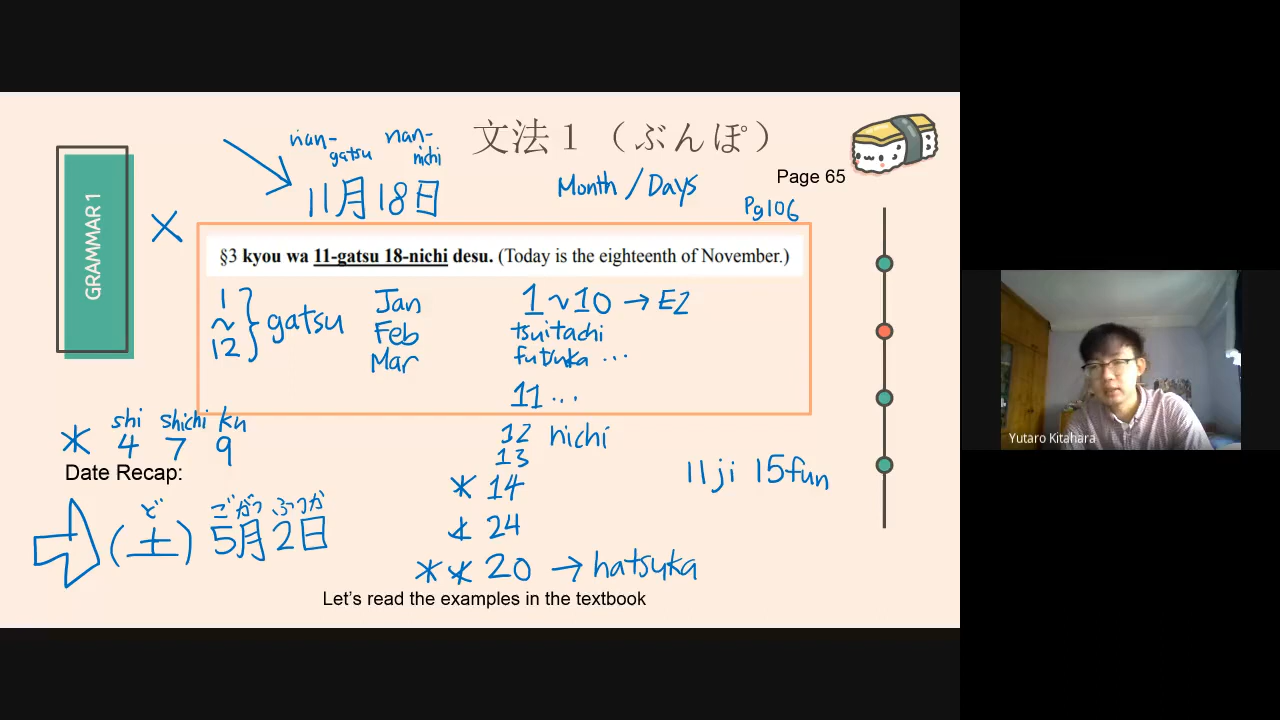 文法１（ぶんぽ）
Page 65
Pg106
Month / Days
nan-gatsu nan-nichi
11月18日
GRAMMAR 1
§3 kyou wa 11-gatsu 18-nichi desu. (Today is the eighteenth of November.)
1 ~ 12 } gatsu
Jan
Feb
Mar
1 ~ 10 → EZ
tsuitachi
futsuka ...
11 ...
12 nichi
13
* 14
* 24
** 20 → hatsuka
11ji 15fun
shi shichi ku
* 4 7 9
Date Recap:
ど ごがつ ふつか
(土) 5月2日
Let's read the examples in the textbook
Yutaro Kitahara